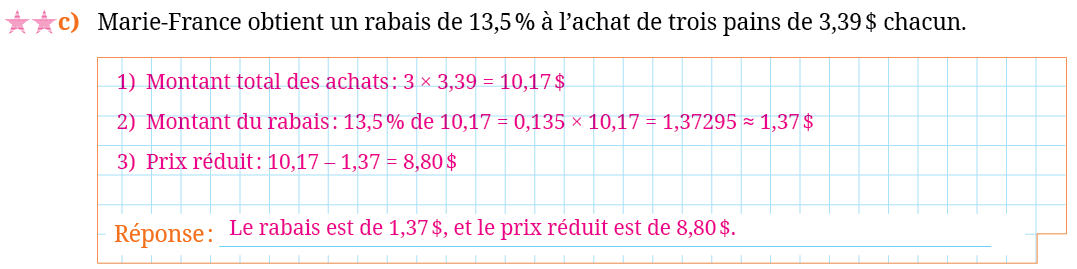 c) Marie-France obtient un rabais de 13,5 % à l’achat de trois pains de 3,39 $ chacun.
1) Montant total des achats : 3 × 3,39 = 10,17 $
2) Montant du rabais : 13,5 % de 10,17 = 0,135 × 10,17 = 1,37295 ≈ 1,37 $
3) Prix réduit : 10,17 – 1,37 = 8,80 $
Réponse : Le rabais est de 1,37 $, et le prix réduit est de 8,80 $.